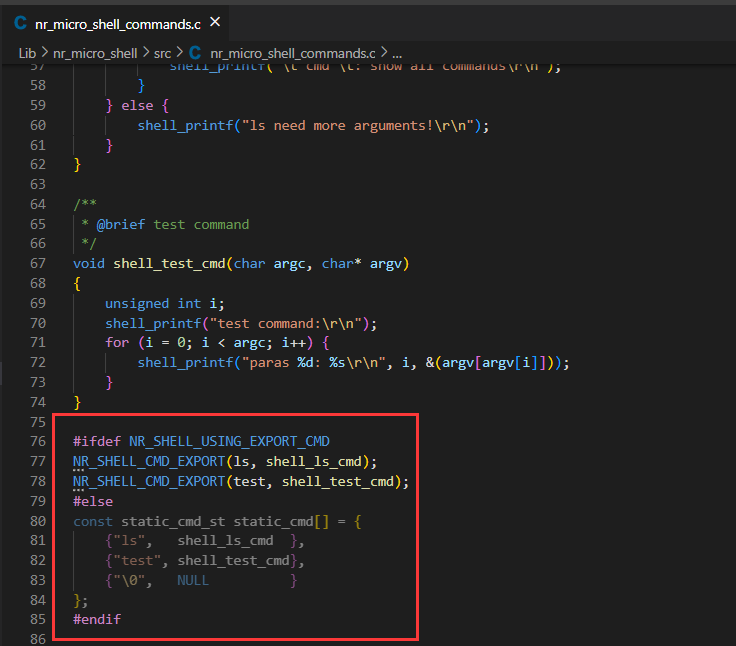 C nr_micro_shell_commands.c ×
Lib > nr_micro_shell > src > C nr_micro_shell_commands.c > ...
57 shell_printf(" \t cmd \t: show all commands\r\n");
58 }
59 } else {
60 shell_printf("ls need more arguments!\r\n");
61 }
62 }
63
64 /**
65 * @brief test command
66 */
67 void shell_test_cmd(char argc, char* argv)
68 {
69 unsigned int i;
70 shell_printf("test command:\r\n");
71 for (i = 0; i < argc; i++) {
72 shell_printf("paras %d: %s\r\n", i, &(argv[argv[i]]));
73 }
74 }
75
76 #ifdef NR_SHELL_USING_EXPORT_CMD
77 NR_SHELL_CMD_EXPORT(ls, shell_ls_cmd);
78 NR_SHELL_CMD_EXPORT(test, shell_test_cmd);
79 #else
80 const static_cmd_st static_cmd[] = {
81 {"ls", shell_ls_cmd },
82 {"test", shell_test_cmd},
83 {"\0", NULL }
84 };
85 #endif
86